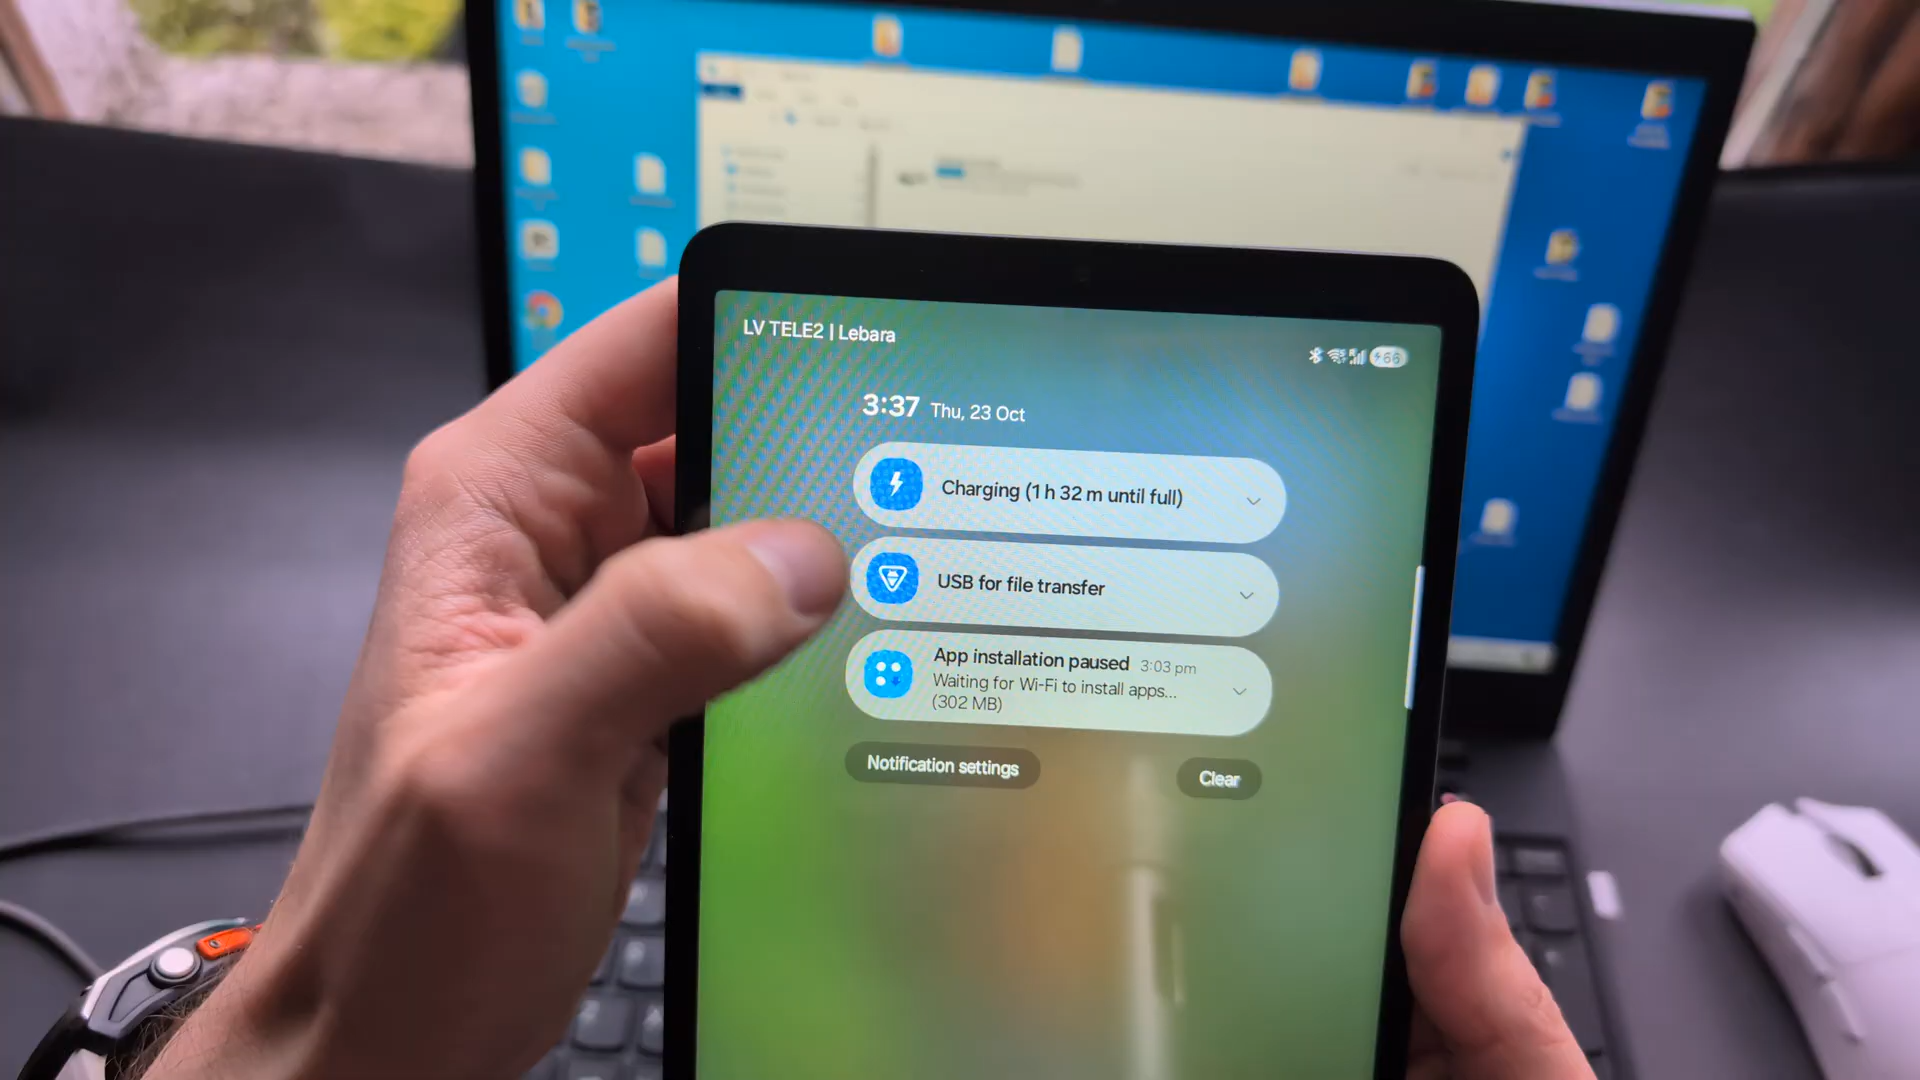 LV TELE2 | Lebara
66
3:37 Thu, 23 Oct
Charging (1 h 32 m until full)
USB for file transfer
App installation paused 3:03 pm
Waiting for Wi-Fi to install apps...
(302 MB)
Notification settings
Clear